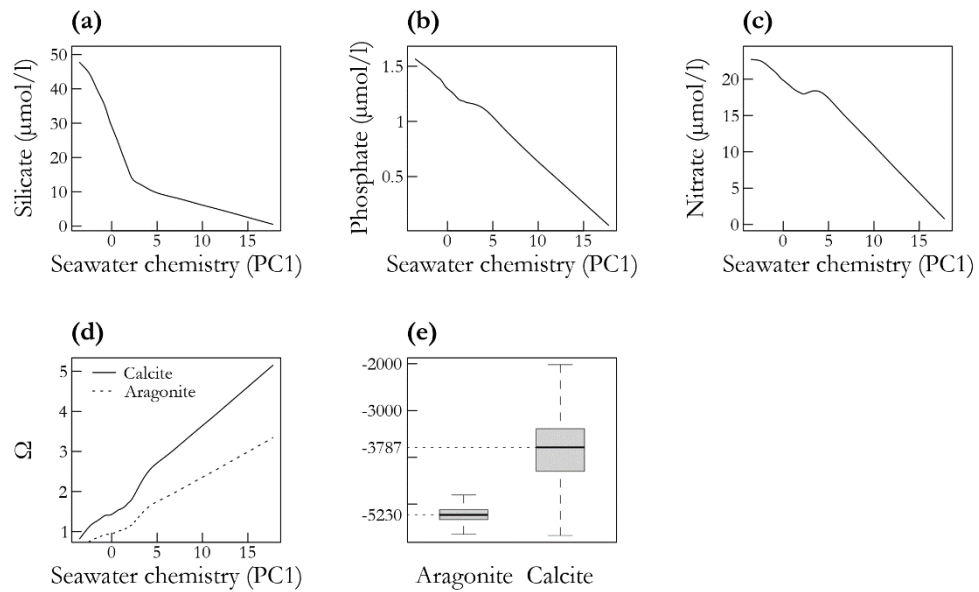 (a)
Silicate (µmol/l)
50
40
30
20
10
0
0 5 10 15
Seawater chemistry (PC1)
(b)
Phosphate (µmol/l)
1.5
1
0.5
0 5 10 15
Seawater chemistry (PC1)
(c)
Nitrate (µmol/l)
20
15
10
5
0
0 5 10 15
Seawater chemistry (PC1)
(d)
Ω
5
4
3
2
1
Calcite
Aragonite
0 5 10 15
Seawater chemistry (PC1)
(e)
-2000
-3000
-3787
-5230
Aragonite Calcite